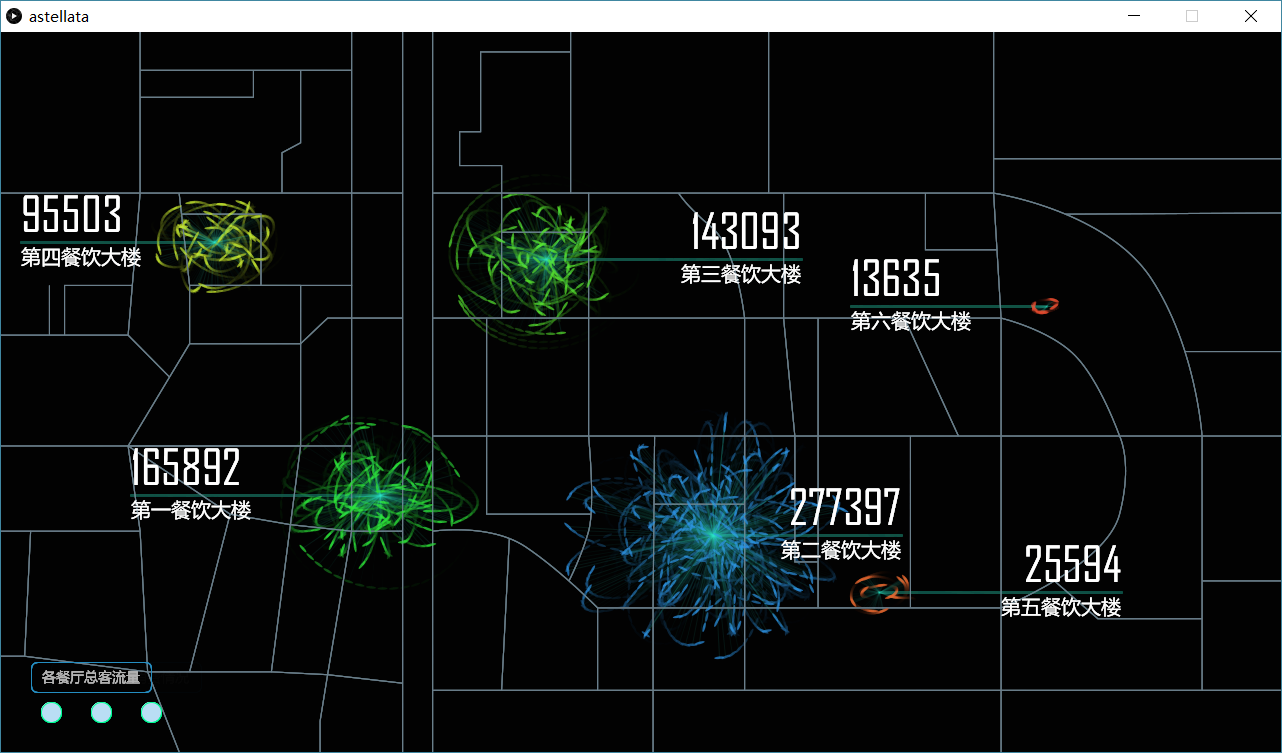 astellata
95503
第四餐饮大楼
143093
第三餐饮大楼
13635
第六餐饮大楼
165892
第一餐饮大楼
277397
第二餐饮大楼
25594
第五餐饮大楼
各餐厅总客流量